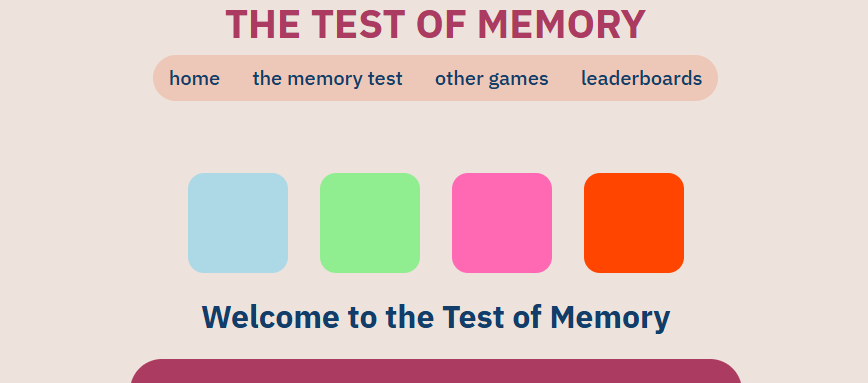 THE TEST OF MEMORY
home the memory test other games leaderboards
Welcome to the Test of Memory